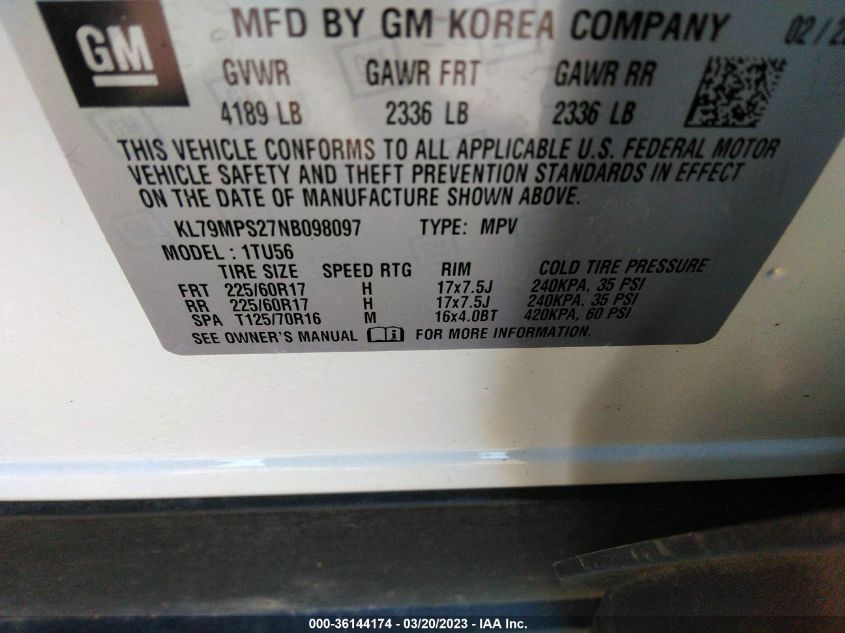 GM
MFD BY GM KOREA COMPANY
GVWR GAWR FRT GAWR RR
4189 LB 2336 LB 2336 LB
THIS VEHICLE CONFORMS TO ALL APPLICABLE U.S. FEDERAL MOTOR
VEHICLE SAFETY AND THEFT PREVENTION STANDARDS IN EFFECT
ON THE DATE OF MANUFACTURE SHOWN ABOVE.
KL79MPS27NB098097 TYPE: MPV
MODEL : 1TU56
TIRE SIZE SPEED RTG RIM COLD TIRE PRESSURE
FRT 225/60R17 H 17x7.5J 240KPA, 35 PSI
RR 225/60R17 H 17x7.5J 240KPA, 35 PSI
SPA T125/70R16 M 16x4.0BT 420KPA, 60 PSI
SEE OWNER'S MANUAL FOR MORE INFORMATION.
000-36144174 - 03/20/2023 - IAA Inc.